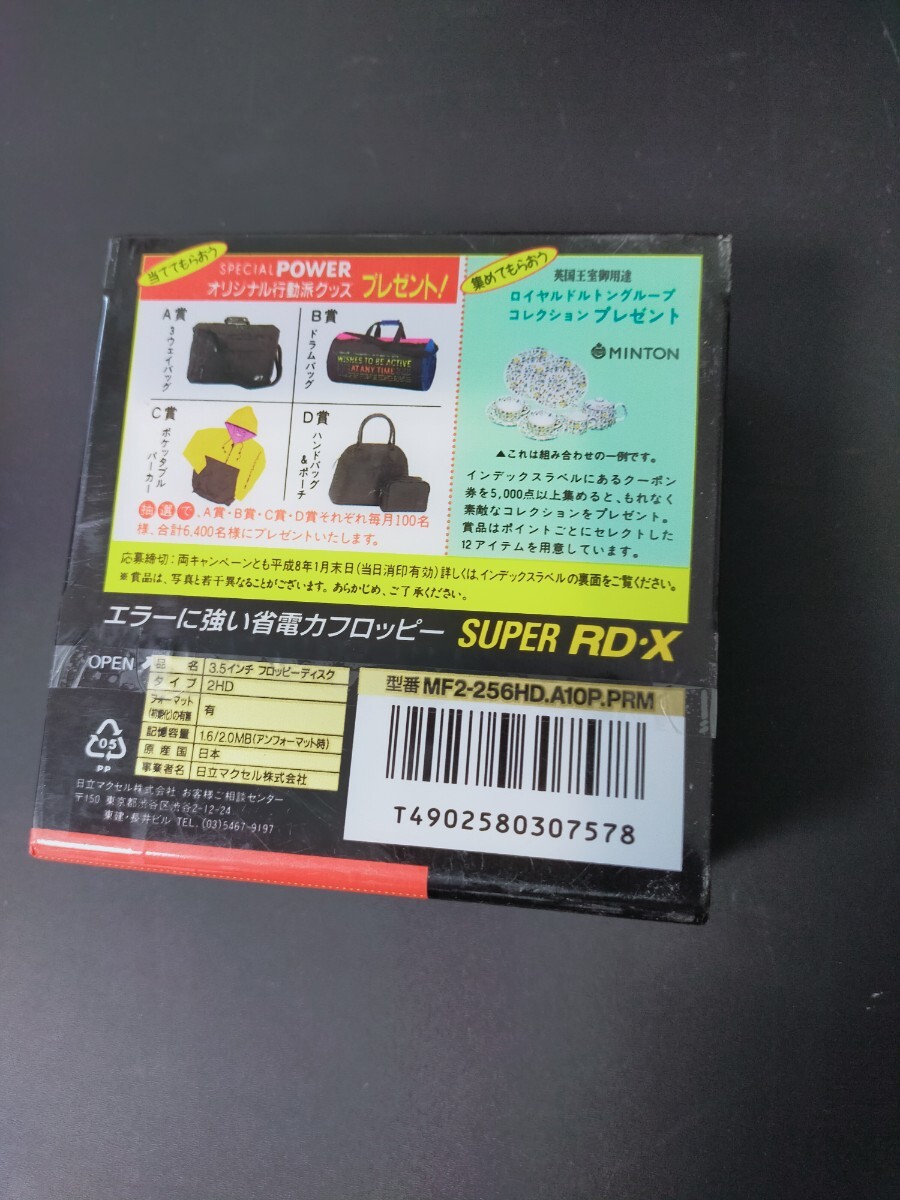 当ててもらおう
SPECIAL POWER
オリジナル行動派グッズ プレゼント!
A賞
3ウェイバッグ
B賞
ドラムバッグ
WISHES TO BE ACTIVE
AT ANY TIME
C賞
ポケッタブル
パーカー
D賞
ハンドバッグ
&ポーチ
抽選で、A賞・B賞・C賞・D賞それぞれ毎月100名
様、合計6,400名様にプレゼントいたします。
集めてもらおう
英国王室御用達
ロイヤルドルトングループ
コレクション プレゼント
MINTON
▲これは組み合わせの一例です。
インデックスラベルにあるクーポン
券を5,000点以上集めると、もれなく
素敵なコレクションをプレゼント。
賞品はポイントごとにセレクトした
12アイテムを用意しています。
応募締切:両キャンペーンとも平成8年1月末日(当日消印有効)詳しくは、インデックスラベルの裏面をご覧ください。
※賞品は、写真と若干異なることがございます。あらかじめ、ご了承ください。
エラーに強い省電力フロッピー SUPER RD・X
OPEN
品名 3.5インチ フロッピーディスク
タイプ 2HD
フォーマット
(初期化)の有無 有
記憶容量 1.6/2.0MB(アンフォーマット時)
原産国 日本
事業者名 日立マクセル株式会社
05
PP
日立マクセル株式会社 お客様ご相談センター
〒150 東京都渋谷区渋谷2-12-24
東建・長井ビル TEL. (03)5467-9197
型番 MF2-256HD.A10P.PRM
T4902580307578